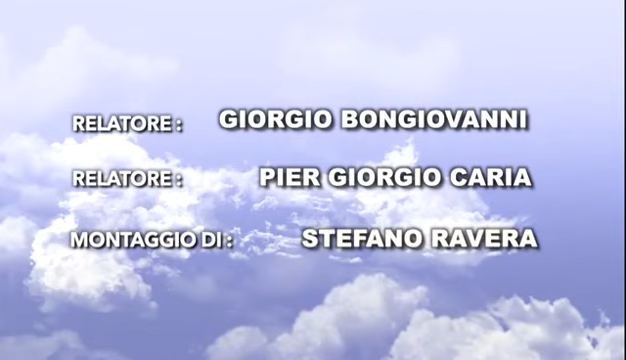 RELATORE : GIORGIO BONGIOVANNI
RELATORE : PIER GIORGIO CARIA
MONTAGGIO DI : STEFANO RAVERA